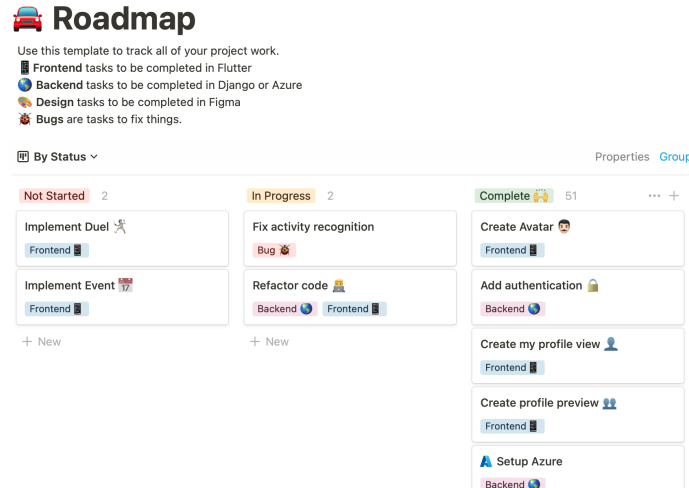 🚘 Roadmap
Use this template to track all of your project work.
📱Frontend tasks to be completed in Flutter
🌎 Backend tasks to be completed in Django or Azure
🎨 Design tasks to be completed in Figma
🐞 Bugs are tasks to fix things.
By Status
Properties
Group
Not Started 2
Implement Duel 🤺
Frontend📱
Implement Event 📅
Frontend📱
+ New
In Progress 2
Fix activity recognition
Bug 🐞
Refactor code 👨‍💻
Backend 🌎 Frontend📱
+ New
Complete 🙌 51
Create Avatar 🧔
Frontend📱
Add authentication 🔒
Backend 🌎
Create my profile view 👤
Frontend📱
Create profile preview 👥
Frontend📱
Setup Azure
Backend 🌎